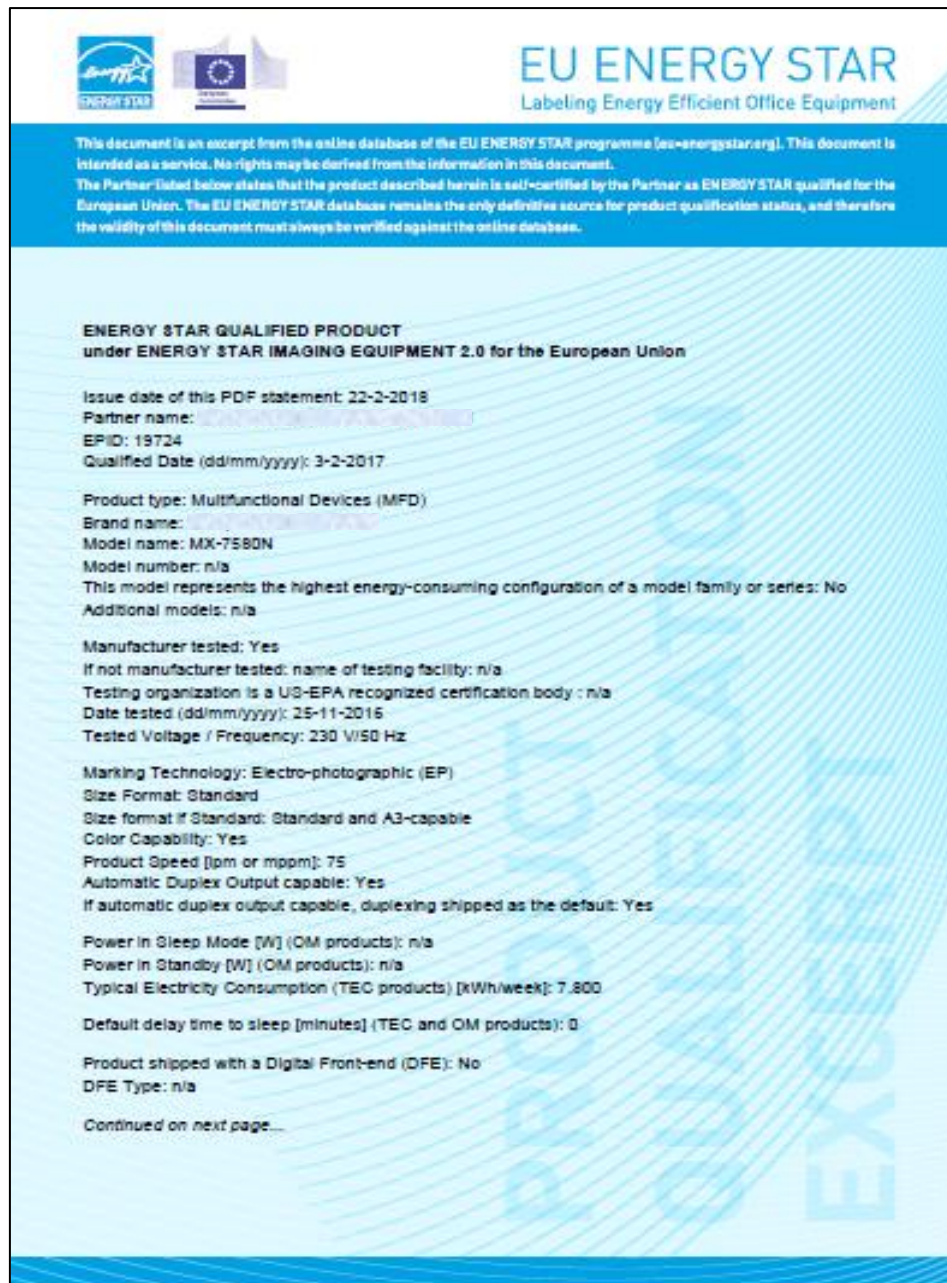 energy
ENERGY STAR
European
Commission
EU ENERGY STAR
Labeling Energy Efficient Office Equipment
This document is an excerpt from the online database of the EU ENERGY STAR programme (eu-energystar.org). This document is
intended as a service. No rights may be derived from the information in this document.
The Partner listed below states that the product described herein is self-certified by the Partner as ENERGY STAR qualified for the
European Union. The EU ENERGY STAR database remains the only definitive source for product qualification status, and therefore
the validity of this document must always be verified against the online database.
ENERGY STAR QUALIFIED PRODUCT
under ENERGY STAR IMAGING EQUIPMENT 2.0 for the European Union
Issue date of this PDF statement: 22-2-2018
Partner name:
EPID: 19724
Qualified Date (dd/mm/yyyy): 3-2-2017
Product type: Multifunctional Devices (MFD)
Brand name:
Model name: MX-7580N
Model number: n/a
This model represents the highest energy-consuming configuration of a model family or series: No
Additional models: n/a
Manufacturer tested: Yes
If not manufacturer tested: name of testing facility: n/a
Testing organization is a US-EPA recognized certification body : n/a
Date tested (dd/mm/yyyy): 25-11-2016
Tested Voltage / Frequency: 230 V/50 Hz
Marking Technology: Electro-photographic (EP)
Size Format: Standard
Size format if Standard: Standard and A3-capable
Color Capability: Yes
Product Speed [ipm or mppm]: 75
Automatic Duplex Output capable: Yes
If automatic duplex output capable, duplexing shipped as the default: Yes
Power in Sleep Mode [W] (OM products): n/a
Power in Standby [W] (OM products): n/a
Typical Electricity Consumption (TEC products) [kWh/week]: 7.800
Default delay time to sleep [minutes] (TEC and OM products): 0
Product shipped with a Digital Front-end (DFE): No
DFE Type: n/a
Continued on next page...
PRODUCT
QUALIFICATION
EXCERPT